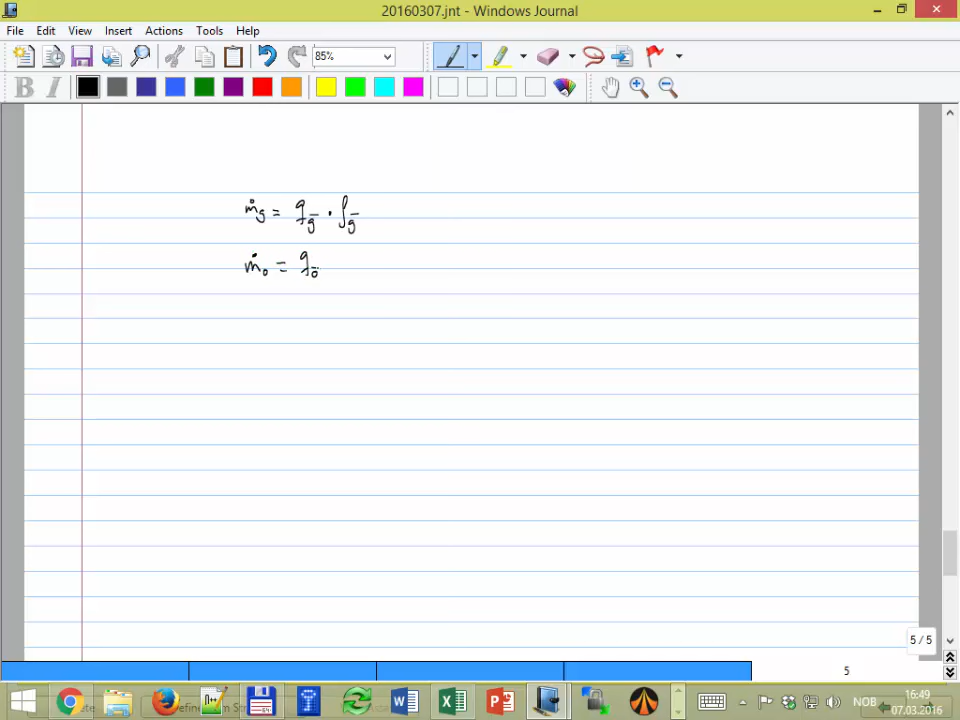 20160307.jnt - Windows Journal
File Edit View Insert Actions Tools Help
85%
B I
ṁg = qg̅ · ρg̅
ṁo = qo̅
5 / 5
5
NOB
16:49
07.03.2016